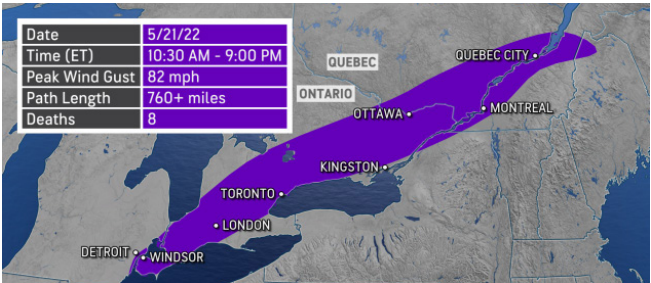 Date 5/21/22
Time (ET) 10:30 AM - 9:00 PM
Peak Wind Gust 82 mph
Path Length 760+ miles
Deaths 8
QUEBEC CITY
QUEBEC
ONTARIO
OTTAWA
MONTREAL
KINGSTON
TORONTO
LONDON
DETROIT
WINDSOR